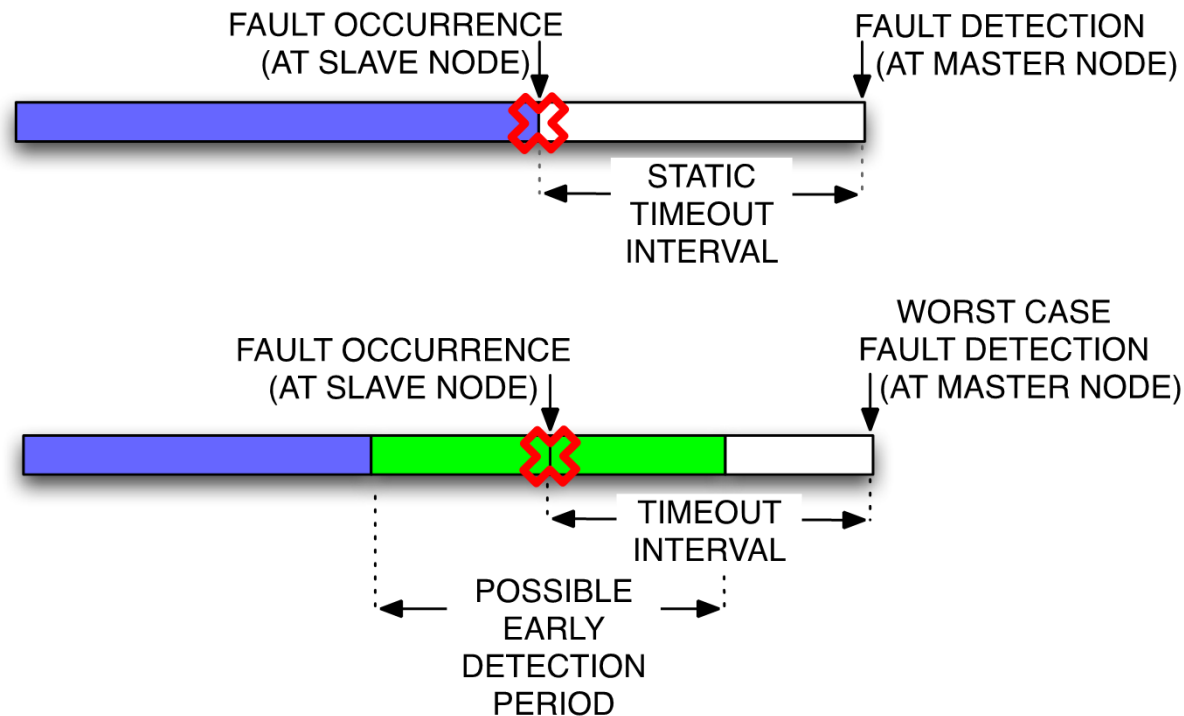 FAULT OCCURRENCE
(AT SLAVE NODE)
FAULT DETECTION
(AT MASTER NODE)
STATIC
TIMEOUT
INTERVAL
WORST CASE
FAULT DETECTION
(AT MASTER NODE)
FAULT OCCURRENCE
(AT SLAVE NODE)
TIMEOUT
INTERVAL
POSSIBLE
EARLY
DETECTION
PERIOD